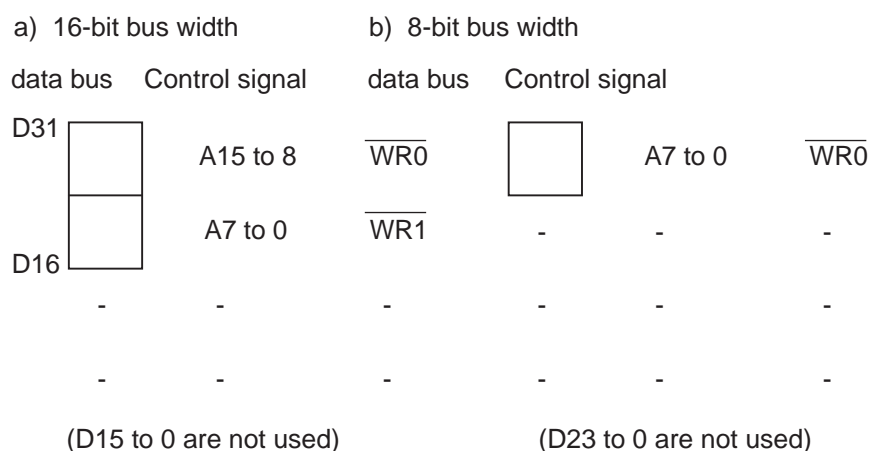 a) 16-bit bus width b) 8-bit bus width
data bus Control signal data bus Control signal
D31
A15 to 8 WR0 A7 to 0 WR0
A7 to 0 WR1 - - -
D16
- - - - - -
- - - - - -
(D15 to 0 are not used) (D23 to 0 are not used)